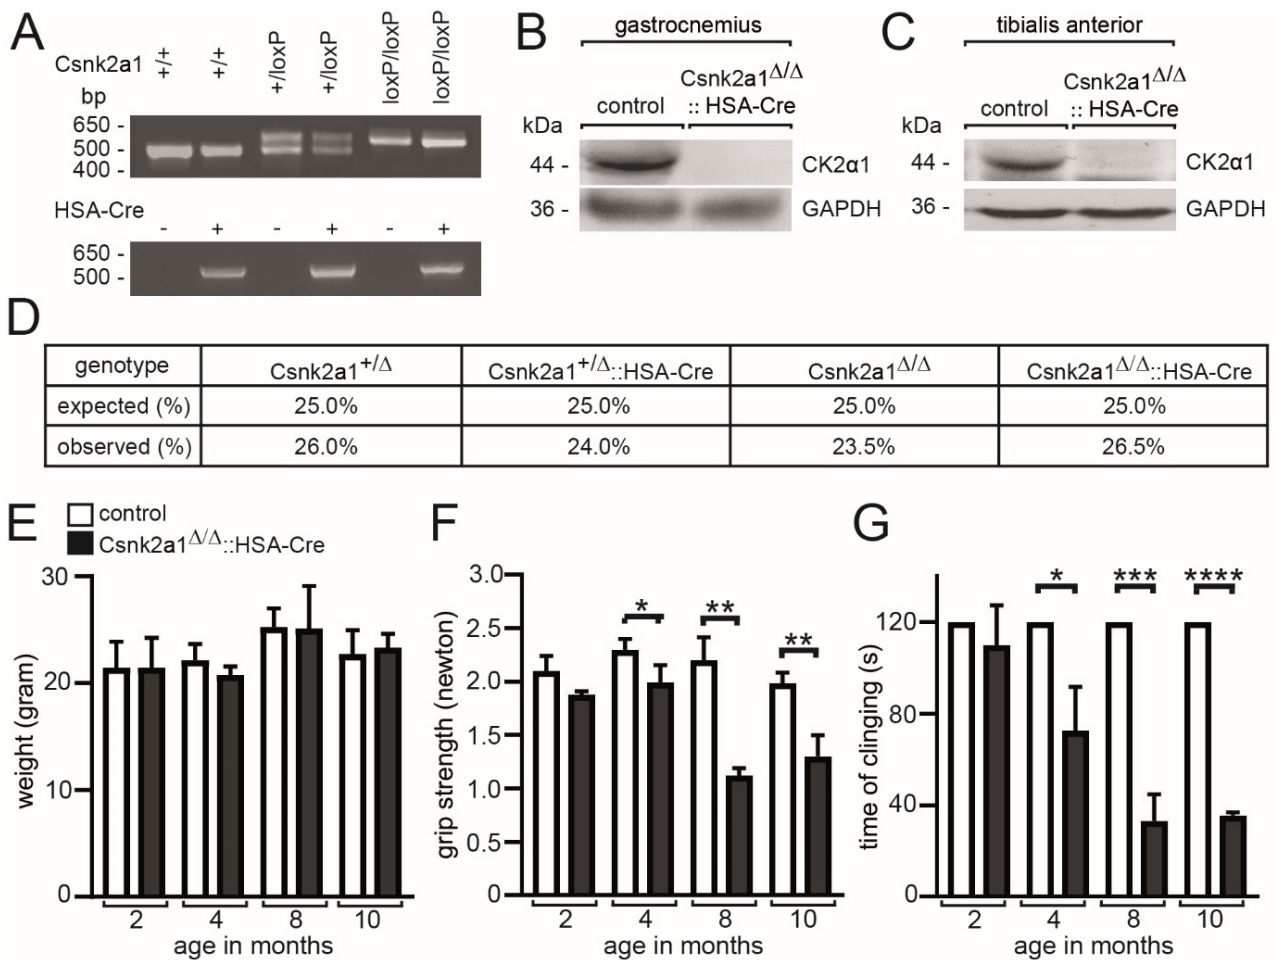 A
Csnk2a1
+/+
+/+
+/loxP
+/loxP
loxP/loxP
loxP/loxP
bp
650 -
500 -
400 -
HSA-Cre
- + - + - +
650 -
500 -
B
gastrocnemius
control
Csnk2a1Δ/Δ
:: HSA-Cre
kDa
44 -
CK2α1
36 -
GAPDH
C
tibialis anterior
control
Csnk2a1Δ/Δ
:: HSA-Cre
kDa
44 -
CK2α1
36 -
GAPDH
D
genotype Csnk2a1+/Δ Csnk2a1+/Δ::HSA-Cre Csnk2a1Δ/Δ Csnk2a1Δ/Δ::HSA-Cre
expected (%) 25.0% 25.0% 25.0% 25.0%
observed (%) 26.0% 24.0% 23.5% 26.5%
E
control
Csnk2a1Δ/Δ::HSA-Cre
weight (gram)
30
20
10
0
2 4 8 10
age in months
F
grip strength (newton)
3.0
2.5
2.0
1.5
1.0
0.5
0
* ** **
2 4 8 10
age in months
G
time of clinging (s)
120
80
40
0
* *** ****
2 4 8 10
age in months